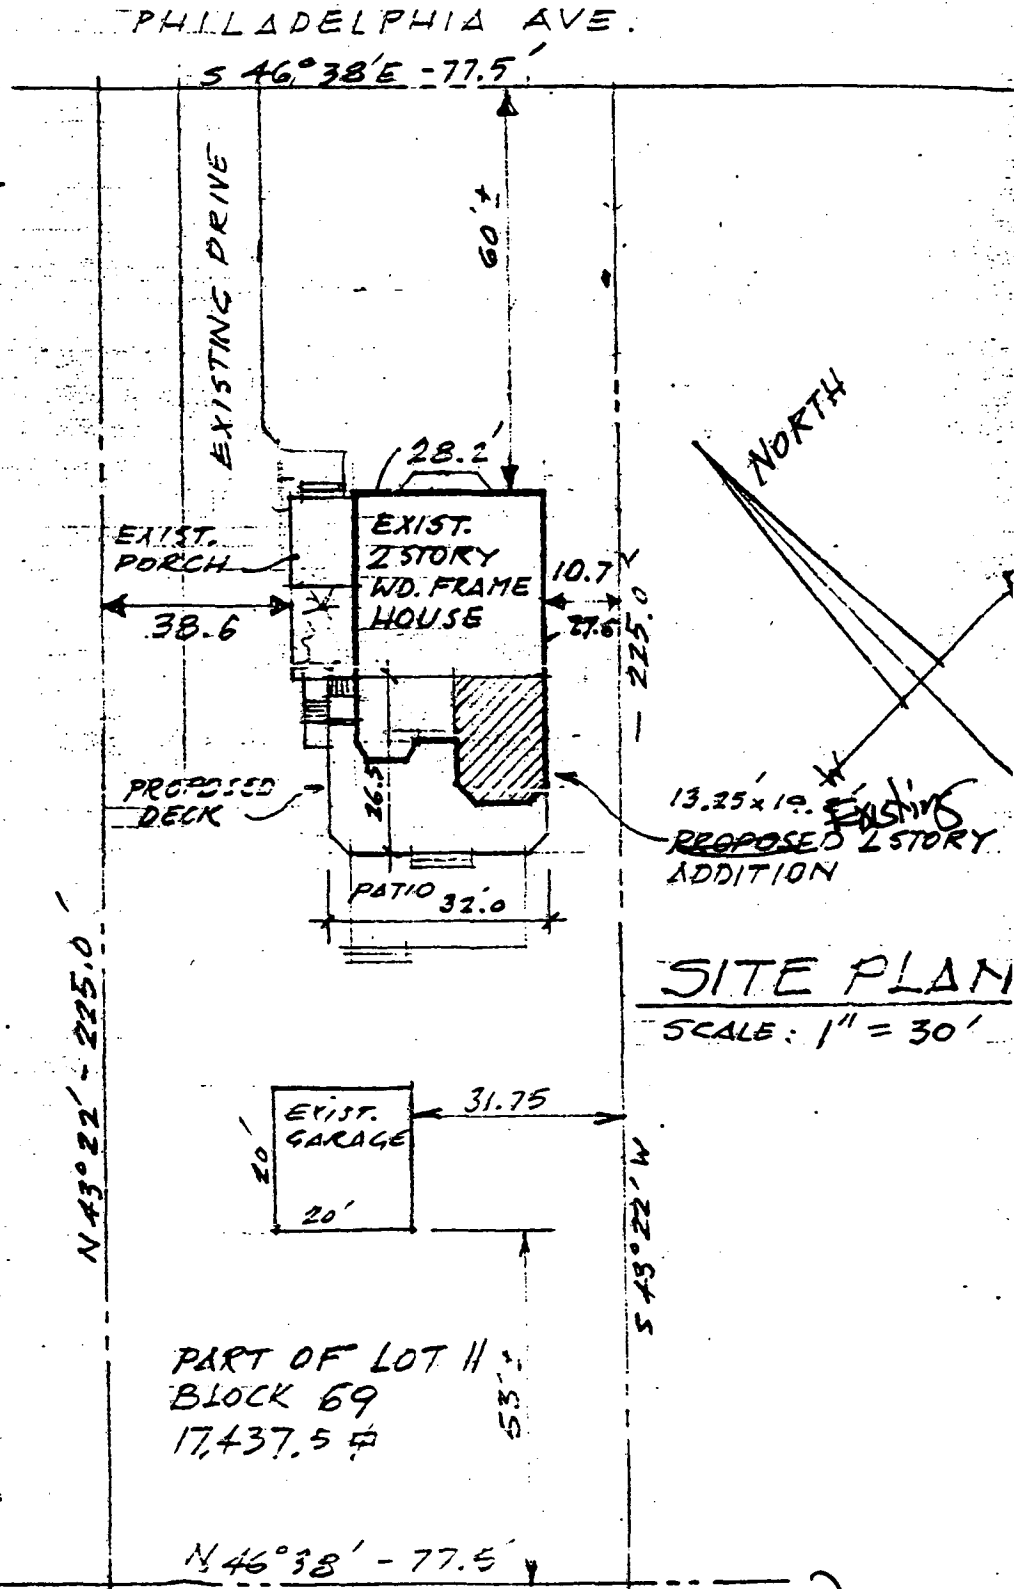 PHILADELPHIA AVE.
S 46°38'E - 77.5'
EXISTING DRIVE
60'±
28.2'
EXIST.
2 STORY
WD. FRAME
HOUSE
EXIST.
PORCH
38.6
10.7
27.5
225.0'
NORTH
PROPOSED
DECK
26.5
13.25 x
Existing
PROPOSED 2 STORY
ADDITION
PATIO
32.0'
SITE PLAN
SCALE: 1" = 30'
N 43°22' - 225.0'
EXIST.
GARAGE
20'
20'
31.75
S 43°22' W
53'±
PART OF LOT 11
BLOCK 69
17,437.5
N 46°38' - 77.5'